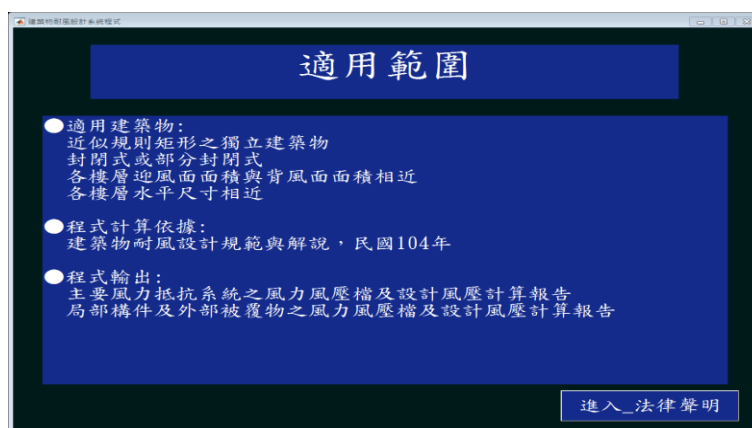 建築物耐風設計系統程式
適用範圍
●適用建築物:
近似規則矩形之獨立建築物
封閉式或部分封閉式
各樓層迎風面面積與背風面面積相近
各樓層水平尺寸相近
●程式計算依據:
建築物耐風設計規範與解說，民國104年
●程式輸出:
主要風力抵抗系統之風力風壓檔及設計風壓計算報告
局部構件及外部被覆物之風力風壓檔及設計風壓計算報告
進入_法律聲明